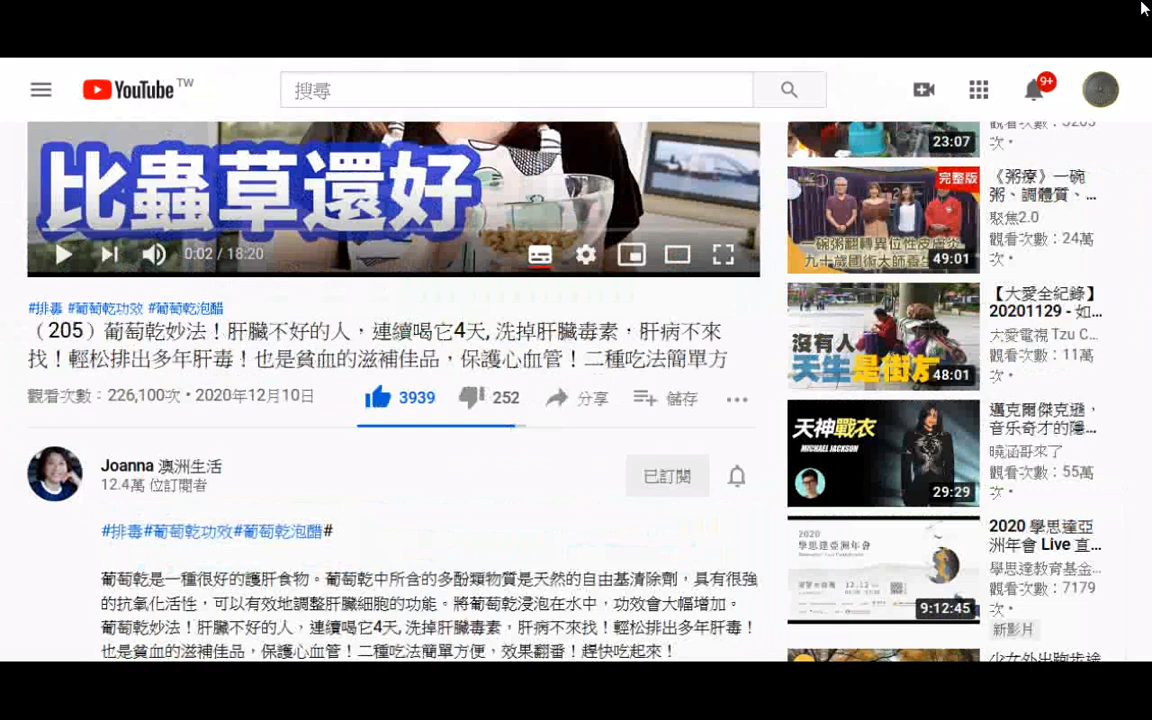 YouTube TW
搜尋
9+
比蟲草還好
0:02 / 18:20
#排毒 #葡萄乾功效 #葡萄乾泡醋
（205）葡萄乾妙法！肝臟不好的人，連續喝它4天, 洗掉肝臟毒素，肝病不來
找！輕松排出多年肝毒！也是貧血的滋補佳品，保護心血管！二種吃法簡單方
觀看次數：226,100次 • 2020年12月10日
3939
252
分享
儲存
Joanna 澳洲生活
12.4萬 位訂閱者
已訂閱
#排毒#葡萄乾功效#葡萄乾泡醋#
葡萄乾是一種很好的護肝食物。葡萄乾中所含的多酚類物質是天然的自由基清除劑，具有很強
的抗氧化活性，可以有效地調整肝臟細胞的功能。將葡萄乾浸泡在水中，功效會大幅增加。
葡萄乾妙法！肝臟不好的人，連續喝它4天, 洗掉肝臟毒素，肝病不來找！輕松排出多年肝毒！
也是貧血的滋補佳品，保護心血管！二種吃法簡單方便，效果翻番！趕快吃起來！
23:07
次 •
完整版
一碗粥翻轉異位性皮膚炎
九十歲國術大師養生
49:01
《粥療》一碗
粥、調體質、...
聚焦2.0
觀看次數：24萬
次 •
沒有人
天生是街友
48:01
【大愛全紀錄】
20201129 - 如...
大愛電視 Tzu C...
觀看次數：11萬
次 •
天神戰衣
MICHAEL JACKSON
29:29
邁克爾傑克遜，
音乐奇才的隱...
曉涵哥來了
觀看次數：55萬
次 •
2020
學思達亞洲年會
9:12:45
2020 學思達亞
洲年會 Live 直...
學思達教育基金...
觀看次數：7179
次 •
新影片